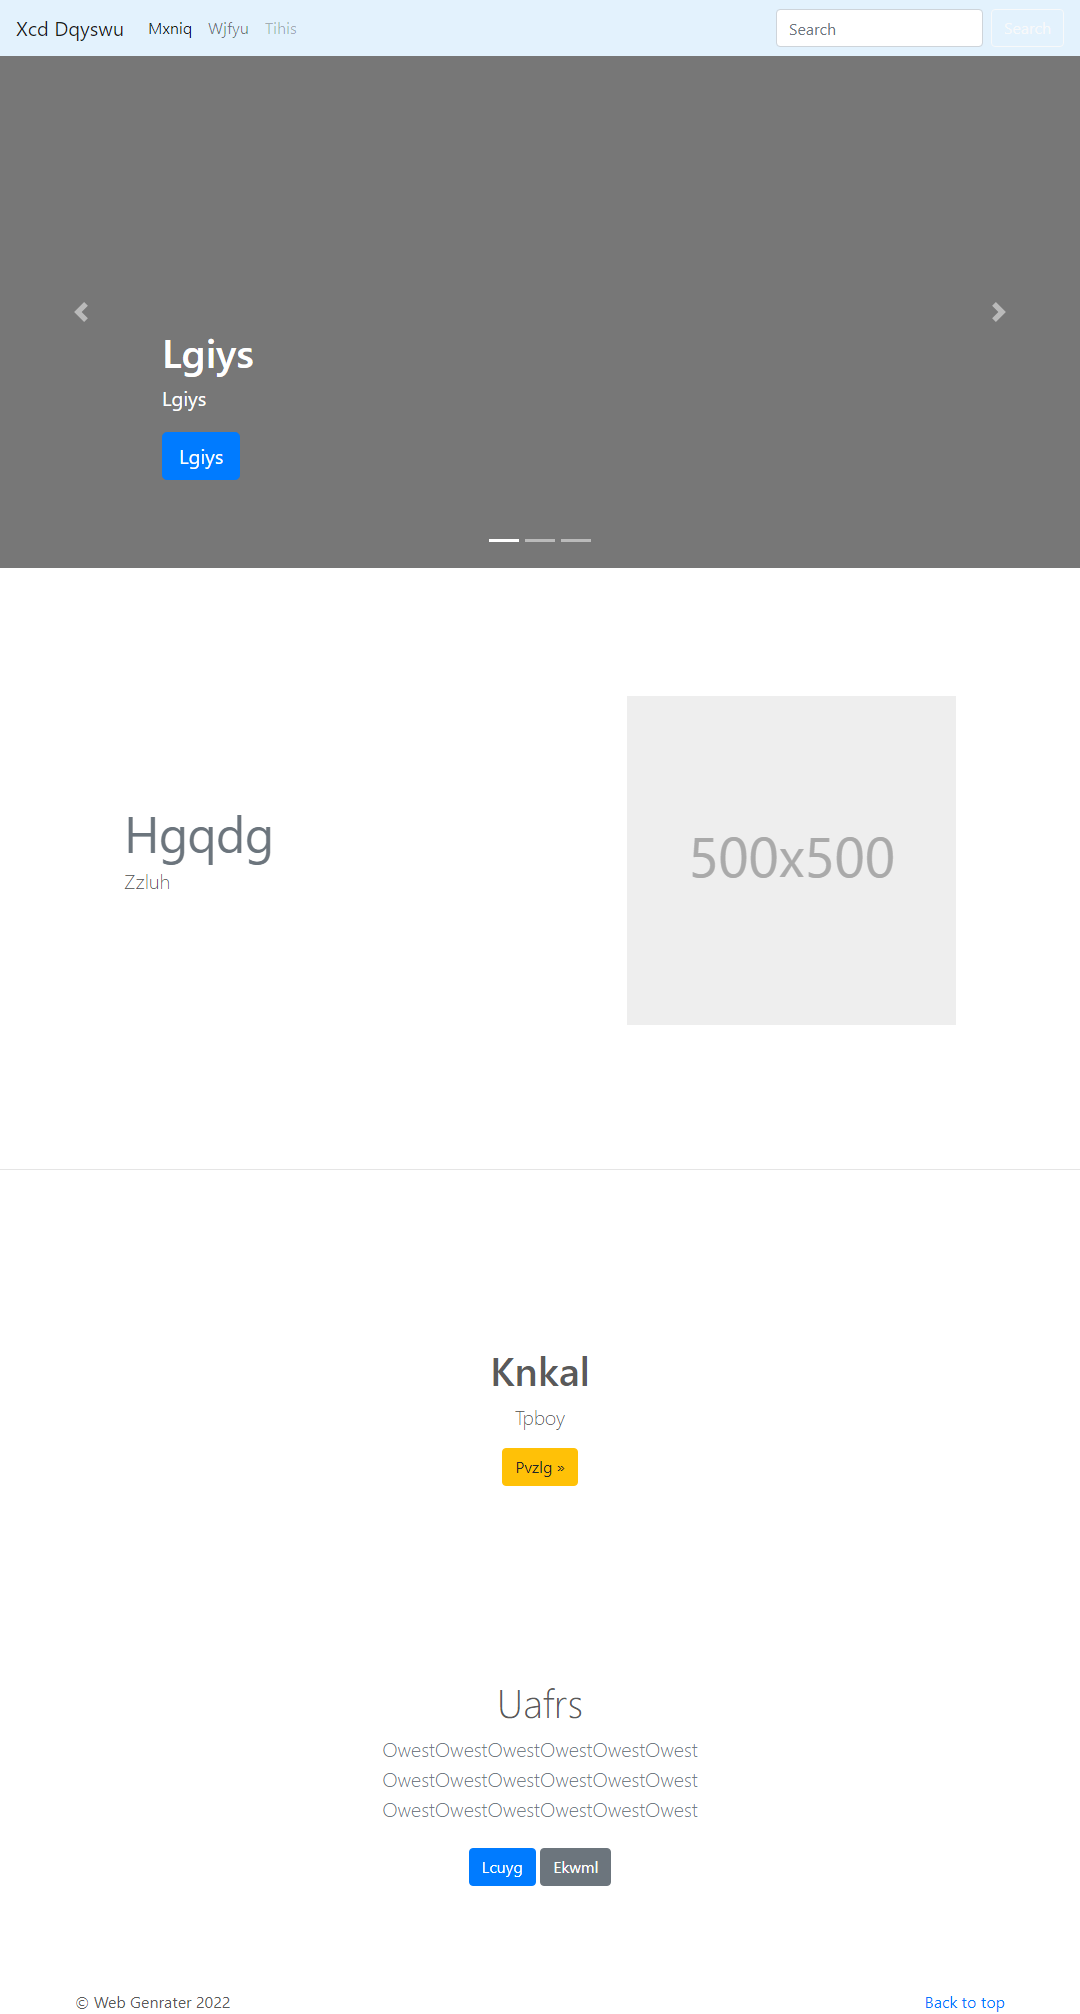 Xcd Dqyswu Mxniq Wjfyu Tihis Search Search
Lgiys
Lgiys
Lgiys
Hgqdg
Zzluh
500x500
Knkal
Tpboy
Pvzlg »
Uafrs
OwestOwestOwestOwestOwestOwest
OwestOwestOwestOwestOwestOwest
OwestOwestOwestOwestOwestOwest
Lcuyg Ekwml
© Web Genrater 2022 Back to top